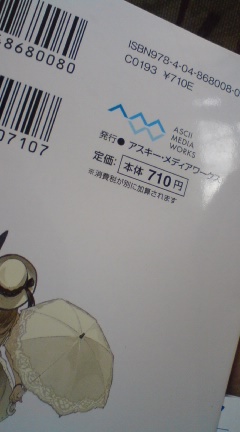 8680080
ISBN978-4-04-868008-0
C0193 ¥710E
07107
ASCII
MEDIA
WORKS
発行●アスキー・メディアワークス
定価: 本体 710 円
※消費税が別に加算されます